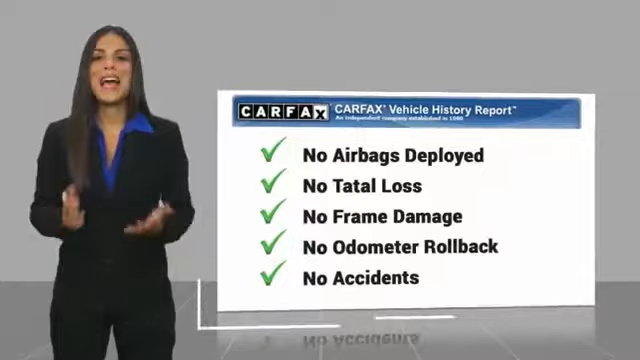 CARFAX CARFAX® Vehicle History Report™
An independent company established in 1986
No Airbags Deployed
No Tatal Loss
No Frame Damage
No Odometer Rollback
No Accidents